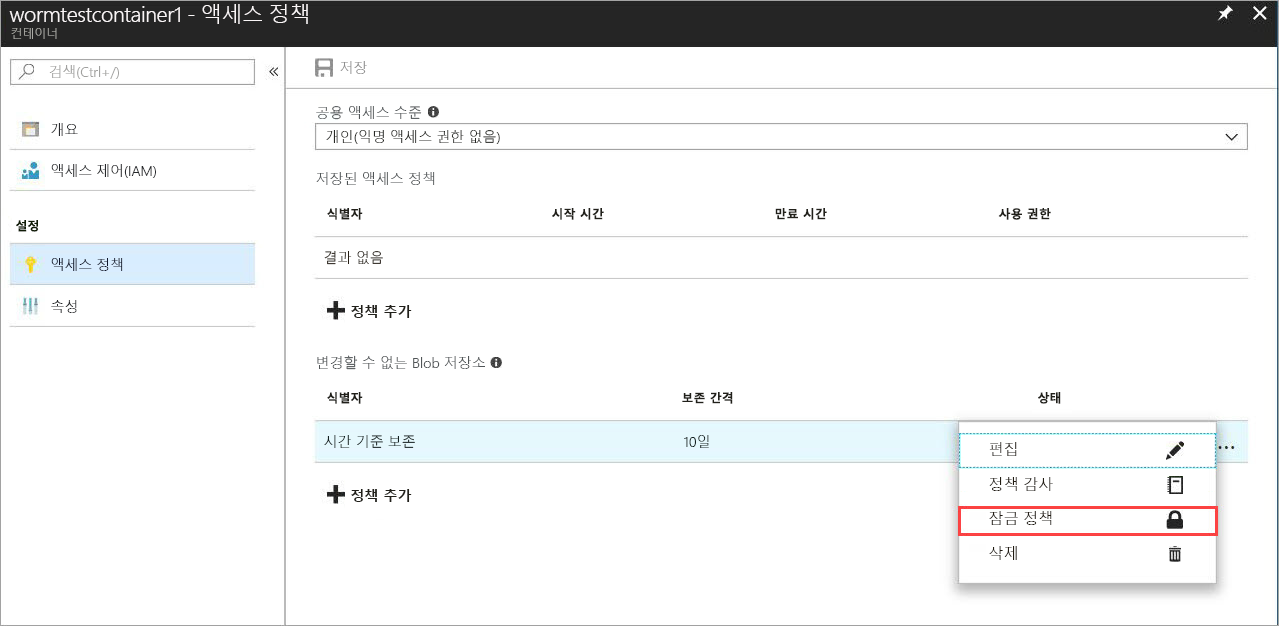 wormtestcontainer1 - 액세스 정책
컨테이너
검색(Ctrl+/)
개요
액세스 제어(IAM)
설정
액세스 정책
속성
저장
공용 액세스 수준
개인(익명 액세스 권한 없음)
저장된 액세스 정책
식별자 시작 시간 만료 시간 사용 권한
결과 없음
정책 추가
변경할 수 없는 Blob 저장소
식별자 보존 간격 상태
시간 기준 보존 10일
편집
정책 감사
잠금 정책
삭제
정책 추가